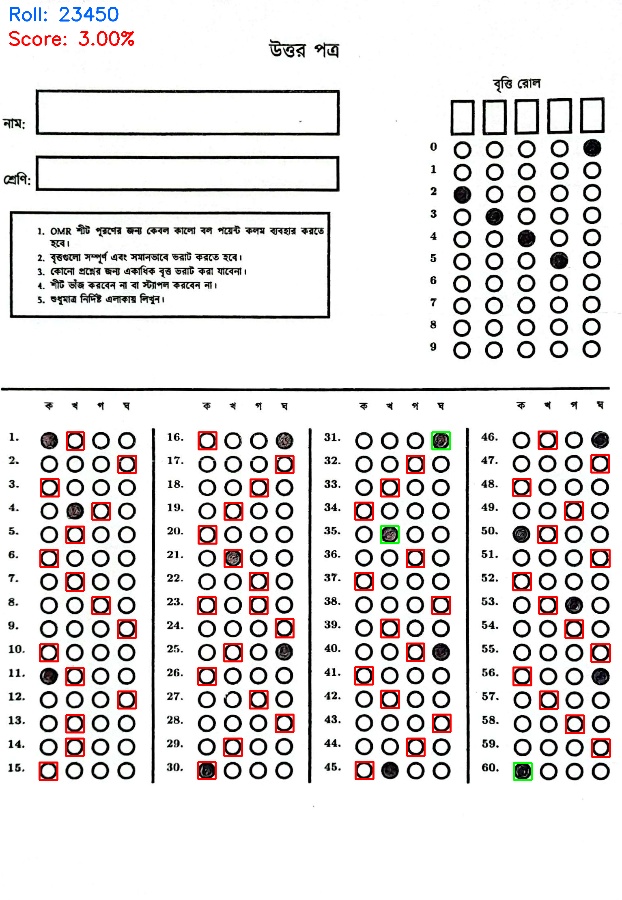 Roll: 23450
Score: 3.00%
উত্তর পত্র
বৃত্তি রোল
নাম:
শ্রেণি:
1. OMR শীট পূরণের জন্য কেবল কালো বল পয়েন্ট কলম ব্যবহার করতে
হবে।
2. বৃত্তগুলো সম্পূর্ণ এবং সমানভাবে ভরাট করতে হবে।
3. কোনো প্রশ্নের জন্য একাধিক বৃত্ত ভরাট করা যাবেনা।
4. শীট ভাঁজ করবেন না বা স্ট্যাপল করবেন না।
5. শুধুমাত্র নির্দিষ্ট এলাকায় লিখুন।
0
1
2
3
4
5
6
7
8
9
ক খ গ ঘ ক খ গ ঘ ক খ গ ঘ ক খ গ ঘ
1. 16. 31. 46.
2. 17. 32. 47.
3. 18. 33. 48.
4. 19. 34. 49.
5. 20. 35. 50.
6. 21. 36. 51.
7. 22. 37. 52.
8. 23. 38. 53.
9. 24. 39. 54.
10. 25. 40. 55.
11. 26. 41. 56.
12. 27. 42. 57.
13. 28. 43. 58.
14. 29. 44. 59.
15. 30. 45. 60.